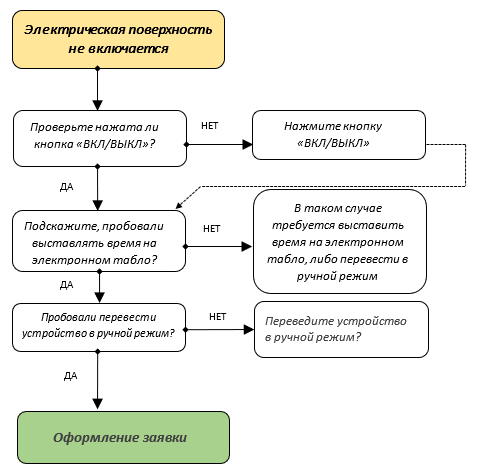 Электрическая поверхность
не включается
Проверьте нажата ли
кнопка «ВКЛ/ВЫКЛ»?
НЕТ
Нажмите кнопку
«ВКЛ/ВЫКЛ»
ДА
Подскажите, пробовали
выставлять время на
электронном табло?
НЕТ
В таком случае
требуется выставить
время на электронном
табло, либо перевести в
ручной режим
ДА
Пробовали перевести
устройство в ручной режим?
НЕТ
Переведите устройство
в ручной режим?
ДА
Оформление заявки